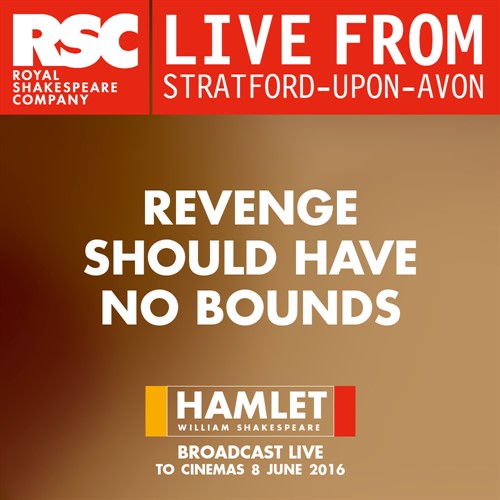 RSC
ROYAL
SHAKESPEARE
COMPANY
LIVE FROM
STRATFORD-UPON-AVON
REVENGE
SHOULD HAVE
NO BOUNDS
HAMLET
WILLIAM SHAKESPEARE
BROADCAST LIVE
TO CINEMAS 8 JUNE 2016